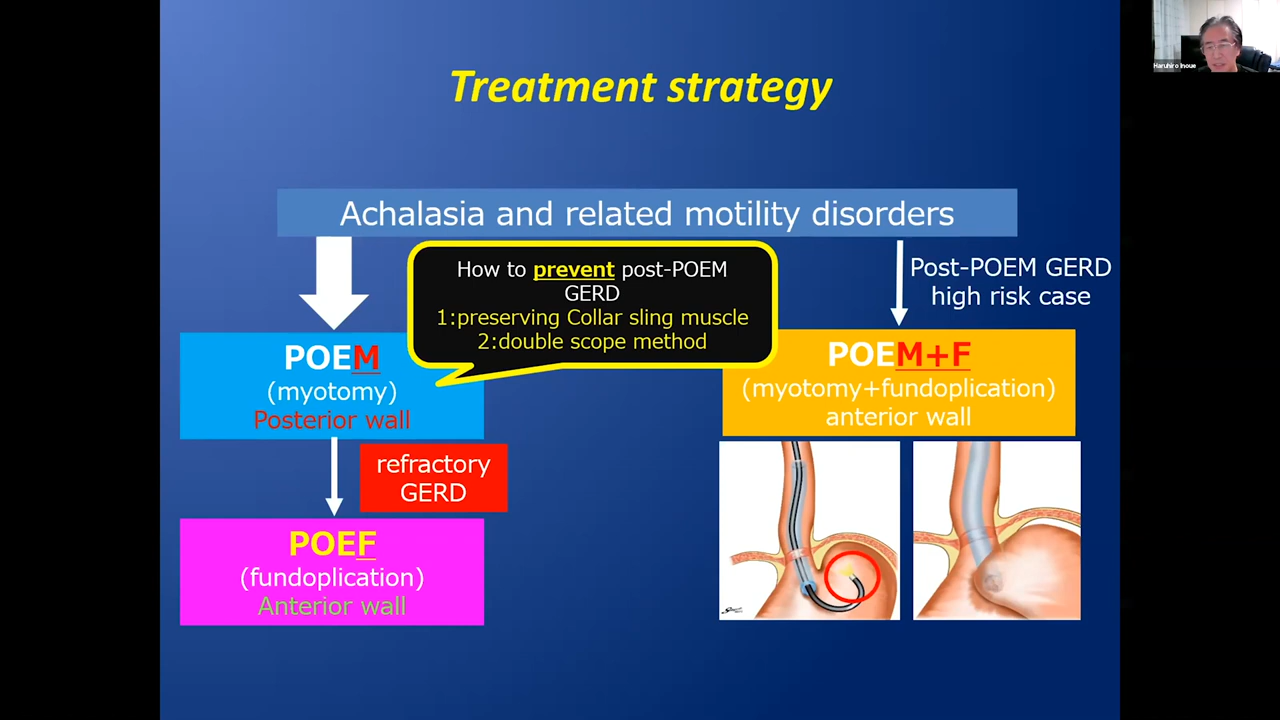 Haruhiro Inoue
Treatment strategy
Achalasia and related motility disorders
How to prevent post-POEM
GERD
1:preserving Collar sling muscle
2:double scope method
Post-POEM GERD
high risk case
POEM
(myotomy)
Posterior wall
POEM+F
(myotomy+fundoplication)
anterior wall
refractory
GERD
POEF
(fundoplication)
Anterior wall